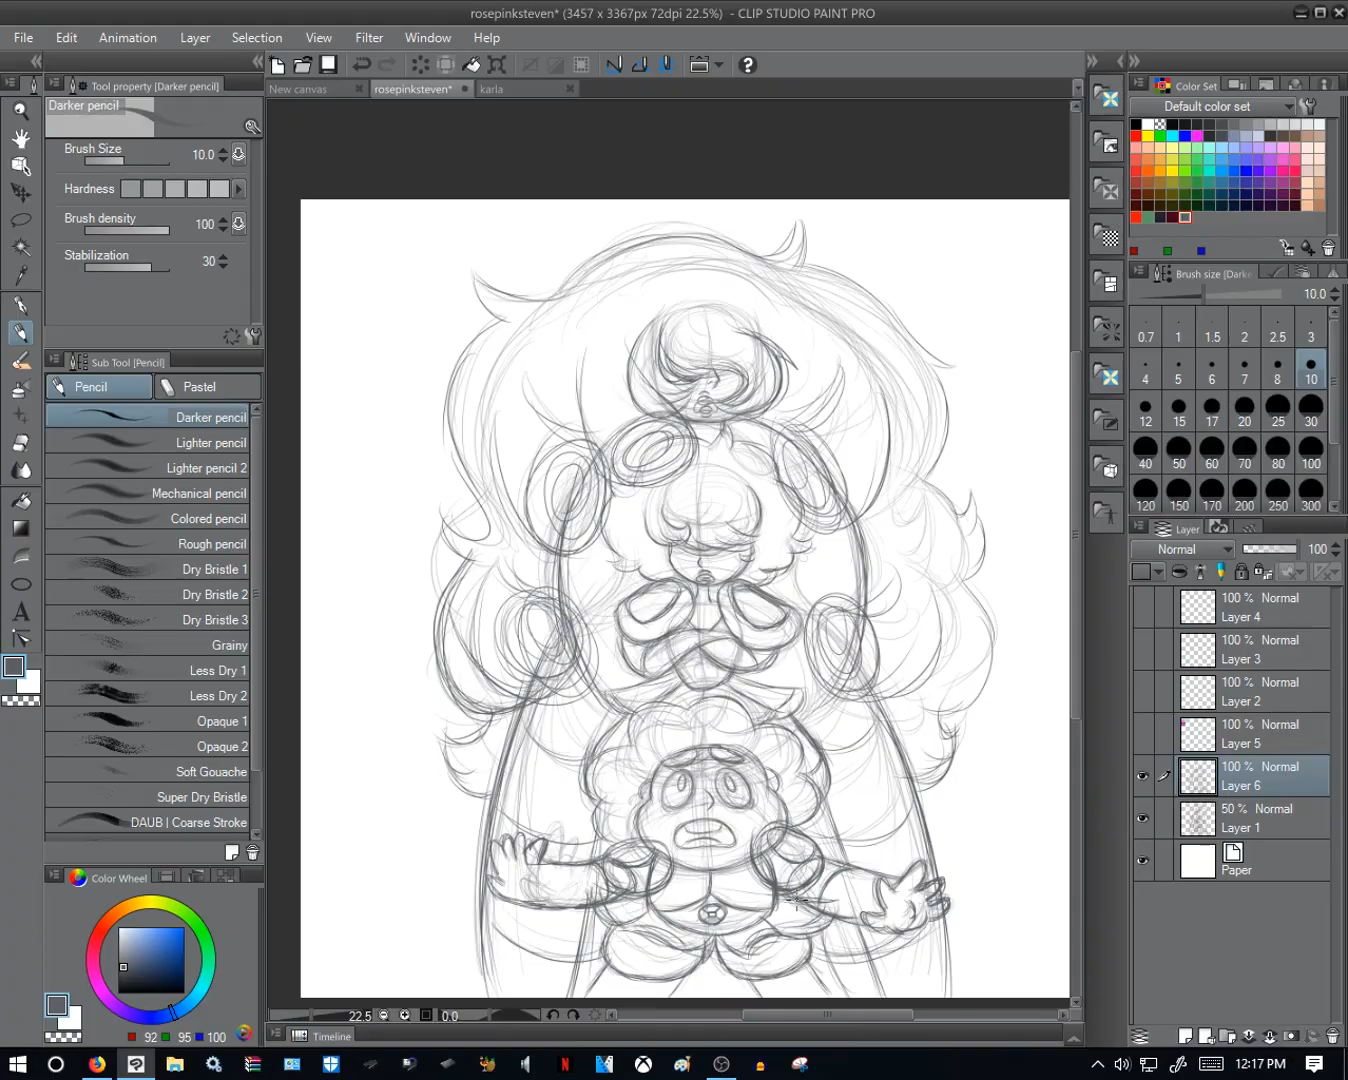 rosepinksteven* (3457 x 3367px 72dpi 22.5%) - CLIP STUDIO PAINT PRO
File Edit Animation Layer Selection View Filter Window Help
Tool property [Darker pencil]
New canvas
rosepinksteven*
karla
Color Set
Darker pencil
Default color set
Brush Size 10.0
Hardness
Brush density 100
Stabilization 30
Brush size [Darke
10.0
0.7 1 1.5 2 2.5 3
4 5 6 7 8 10
12 15 17 20 25 30
40 50 60 70 80 100
120 150 170 200 250 300
Sub Tool [Pencil]
Pencil
Pastel
Darker pencil
Lighter pencil
Lighter pencil 2
Mechanical pencil
Colored pencil
Rough pencil
Dry Bristle 1
Dry Bristle 2
Dry Bristle 3
Grainy
Less Dry 1
Less Dry 2
Opaque 1
Opaque 2
Soft Gouache
Super Dry Bristle
DAUB | Coarse Stroke
Layer
Normal 100
100 % Normal
Layer 4
100 % Normal
Layer 3
100 % Normal
Layer 2
100 % Normal
Layer 5
100 % Normal
Layer 6
50 % Normal
Layer 1
Paper
Color Wheel
92 95 100
22.5 0.0
Timeline
12:17 PM